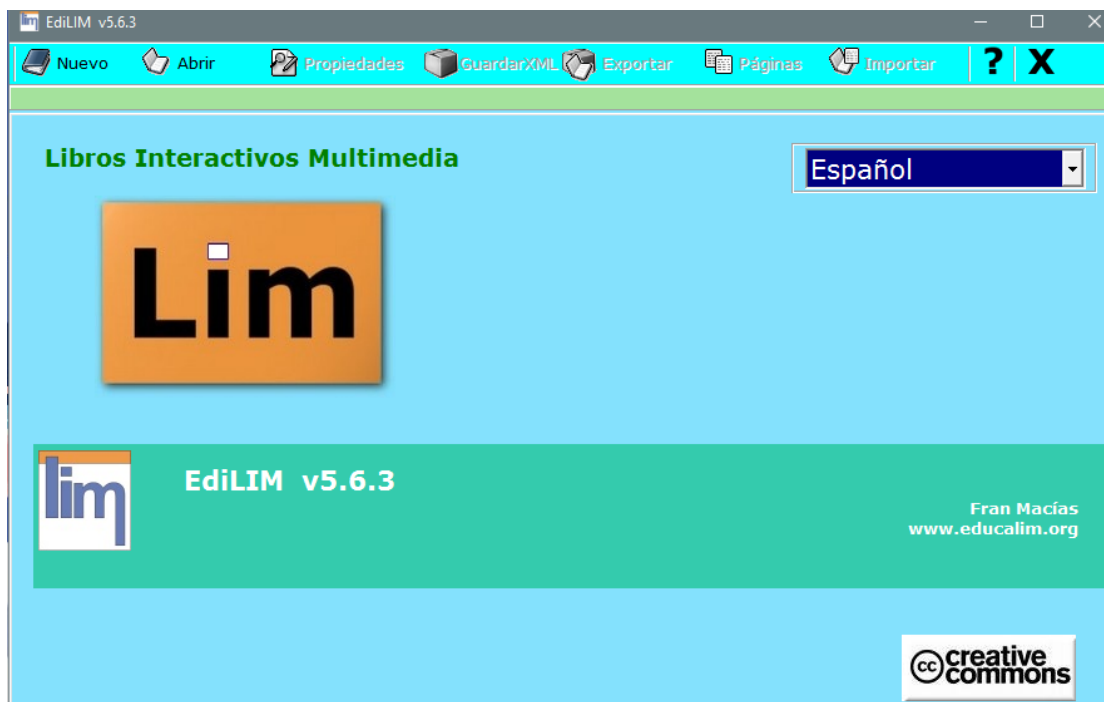 EdiLIM v5.6.3
Nuevo Abrir Propiedades GuardarXML Exportar Páginas Importar ? X
Libros Interactivos Multimedia
Español
Lim
lim
EdiLIM v5.6.3
Fran Macías
www.educalim.org
cc creative
commons